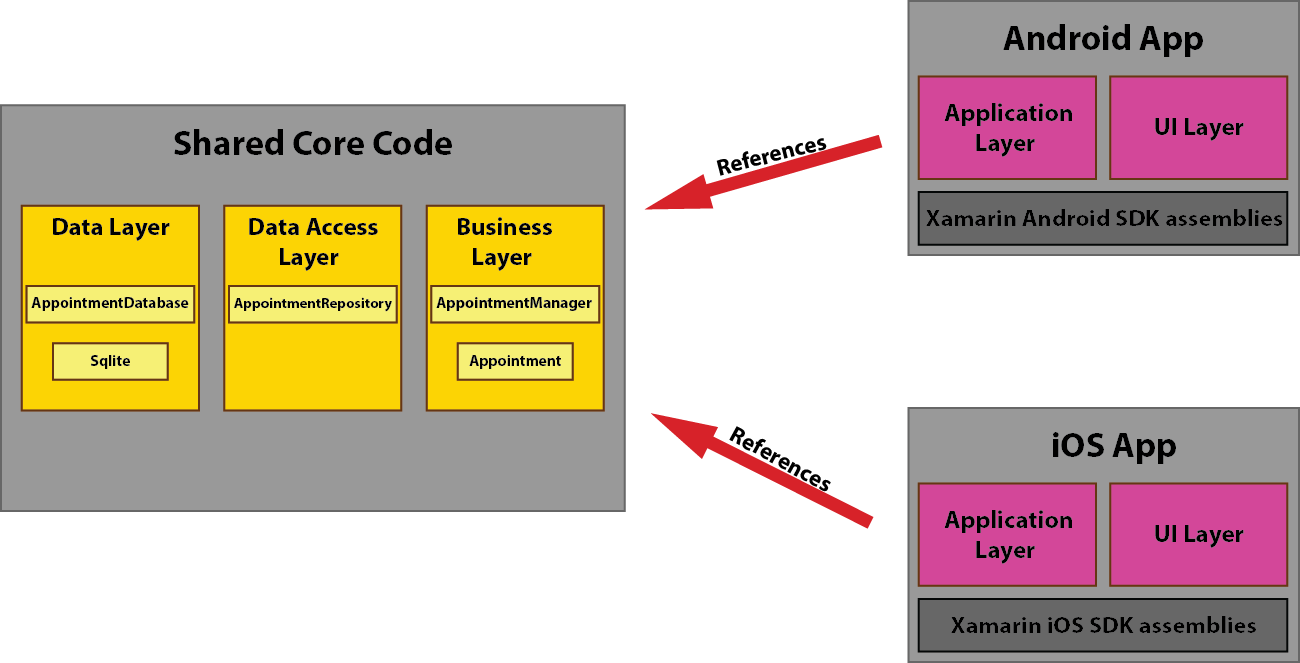 Shared Core Code
Data Layer
AppointmentDatabase
Sqlite
Data Access
Layer
AppointmentRepository
Business
Layer
AppointmentManager
Appointment
References
References
Android App
Application
Layer
UI Layer
Xamarin Android SDK assemblies
iOS App
Application
Layer
UI Layer
Xamarin iOS SDK assemblies